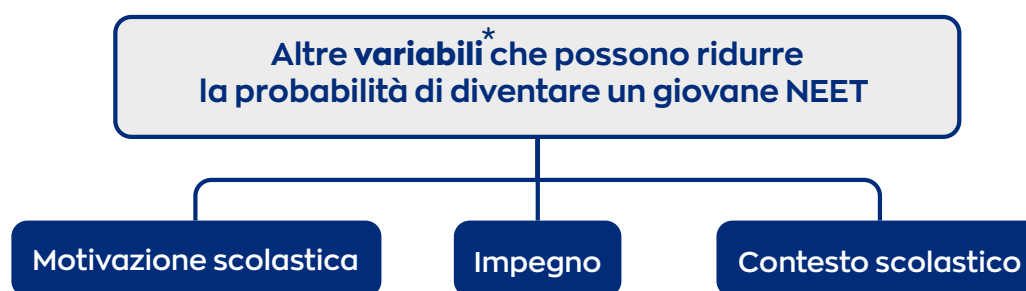 Altre variabili* che possono ridurre
la probabilità di diventare un giovane NEET
Motivazione scolastica
Impegno
Contesto scolastico